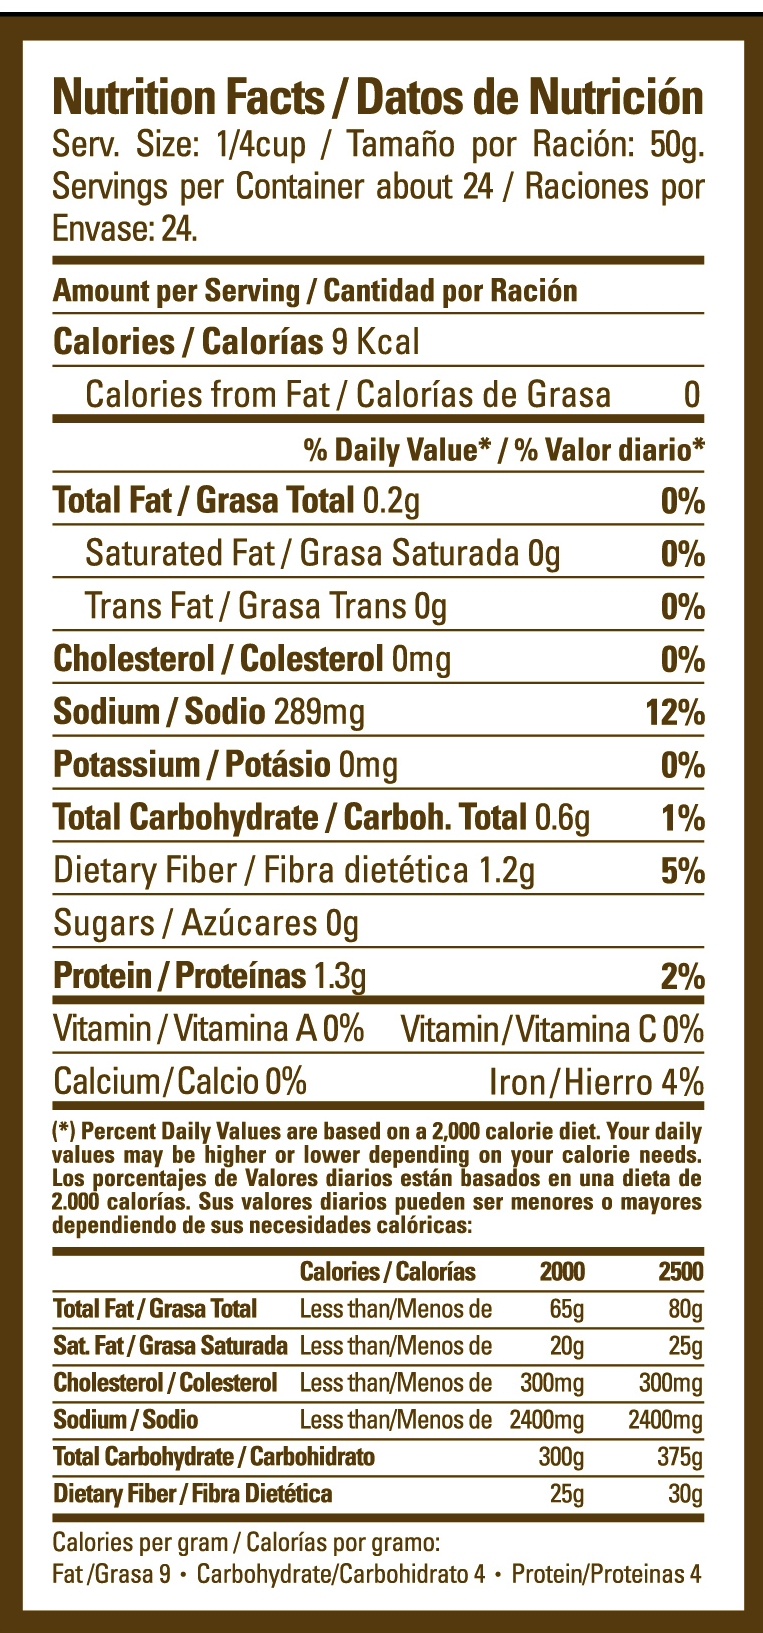 Nutrition Facts / Datos de Nutrición
Serv. Size: 1/4cup / Tamaño por Ración: 50g.
Servings per Container about 24 / Raciones por
Envase: 24.
Amount per Serving / Cantidad por Ración
Calories / Calorías 9 Kcal
Calories from Fat / Calorías de Grasa 0
% Daily Value* / % Valor diario*
Total Fat / Grasa Total 0.2g 0%
Saturated Fat / Grasa Saturada 0g 0%
Trans Fat / Grasa Trans 0g 0%
Cholesterol / Colesterol 0mg 0%
Sodium / Sodio 289mg 12%
Potassium / Potásio 0mg 0%
Total Carbohydrate / Carboh. Total 0.6g 1%
Dietary Fiber / Fibra dietética 1.2g 5%
Sugars / Azúcares 0g
Protein / Proteínas 1.3g 2%
Vitamin / Vitamina A 0% Vitamin / Vitamina C 0%
Calcium / Calcio 0% Iron / Hierro 4%
(*) Percent Daily Values are based on a 2,000 calorie diet. Your daily
values may be higher or lower depending on your calorie needs.
Los porcentajes de Valores diarios están basados en una dieta de
2.000 calorías. Sus valores diarios pueden ser menores o mayores
dependiendo de sus necesidades calóricas:
Calories / Calorías 2000 2500
Total Fat / Grasa Total Less than/Menos de 65g 80g
Sat. Fat / Grasa Saturada Less than/Menos de 20g 25g
Cholesterol / Colesterol Less than/Menos de 300mg 300mg
Sodium / Sodio Less than/Menos de 2400mg 2400mg
Total Carbohydrate / Carbohidrato 300g 375g
Dietary Fiber / Fibra Dietética 25g 30g
Calories per gram / Calorías por gramo:
Fat /Grasa 9 • Carbohydrate/Carbohidrato 4 • Protein/Proteinas 4